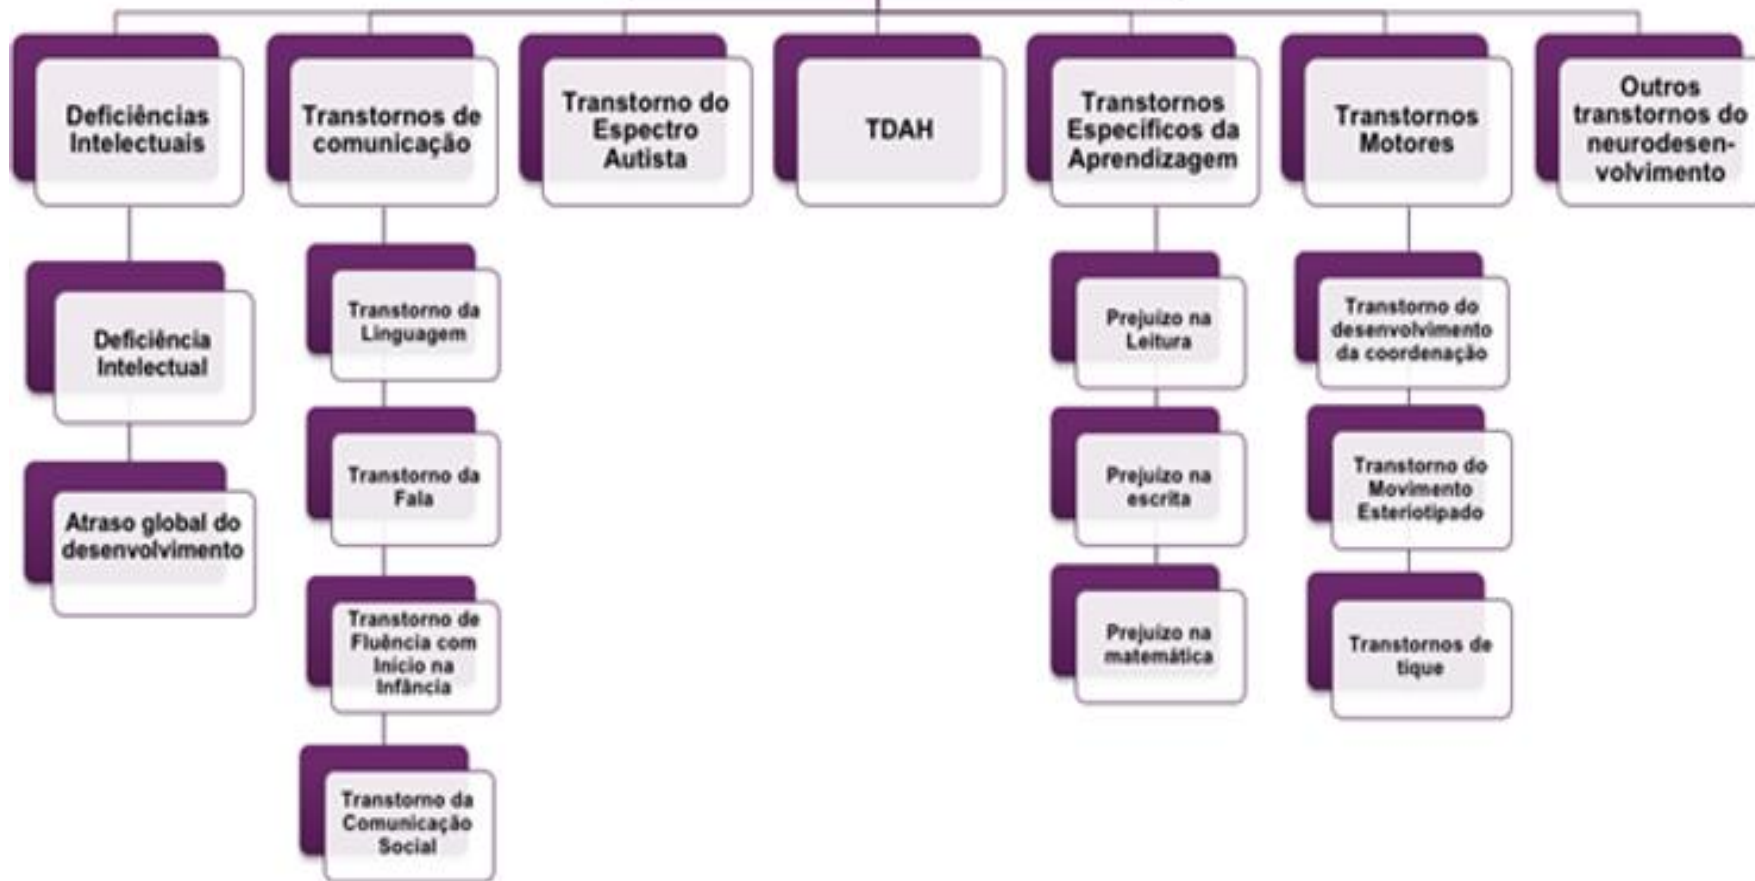 Deficiências
Intelectuais
Transtornos de
comunicação
Transtorno do
Espectro
Autista
TDAH
Transtornos
Específicos da
Aprendizagem
Transtornos
Motores
Outros
transtornos do
neurodesen-
volvimento
Deficiência
Intelectual
Atraso global do
desenvolvimento
Transtorno da
Linguagem
Transtorno da
Fala
Transtorno de
Fluência com
Início na
Infância
Transtorno da
Comunicação
Social
Prejuízo na
Leitura
Prejuízo na
escrita
Prejuízo na
matemática
Transtorno do
desenvolvimento
da coordenação
Transtorno do
Movimento
Esteriotipado
Transtornos de
tique